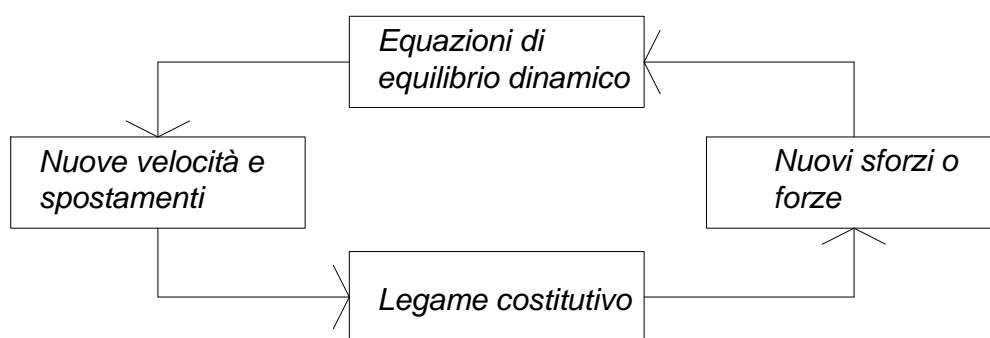 Equazioni di
equilibrio dinamico
Nuove velocità e
spostamenti
Nuovi sforzi o
forze
Legame costitutivo